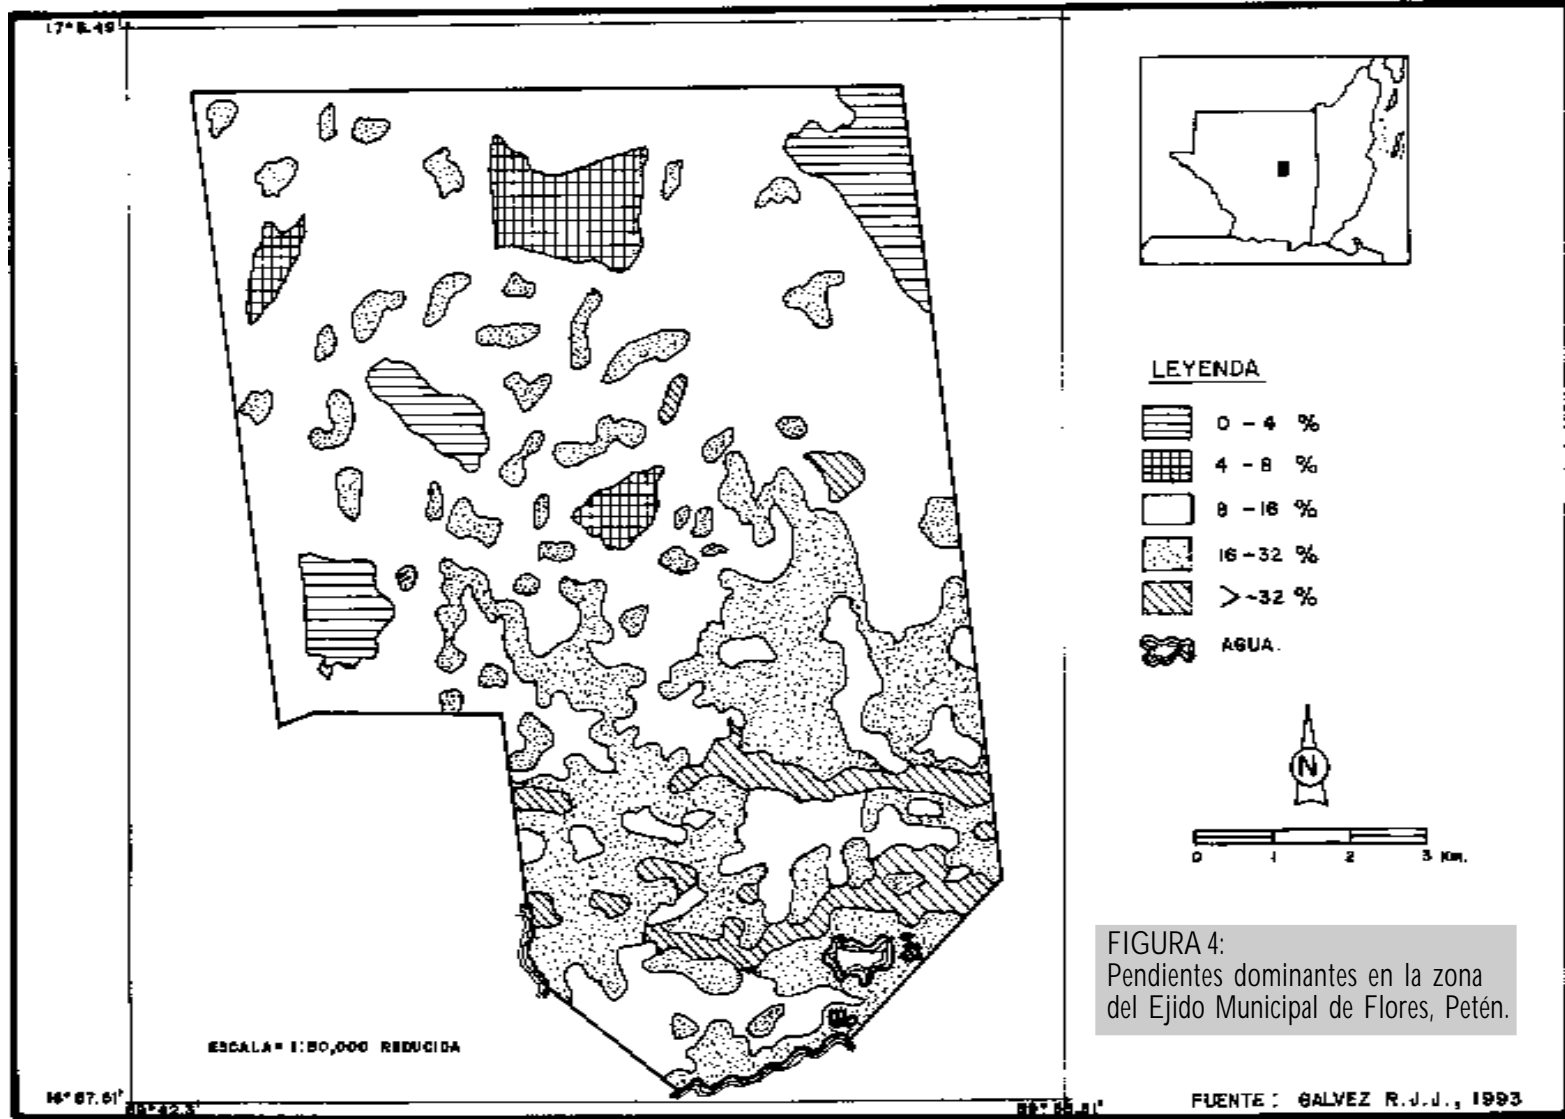 LEYENDA
0 - 4 %
4 - 8 %
8 - 16 %
16 - 32 %
> - 32 %
AGUA.
N
0 1 2 3 Km.
FIGURA 4:
Pendientes dominantes en la zona
del Ejido Municipal de Flores, Petén.
ESCALA = 1:50,000 REDUCIDA
FUENTE: GALVEZ R.J.J., 1993